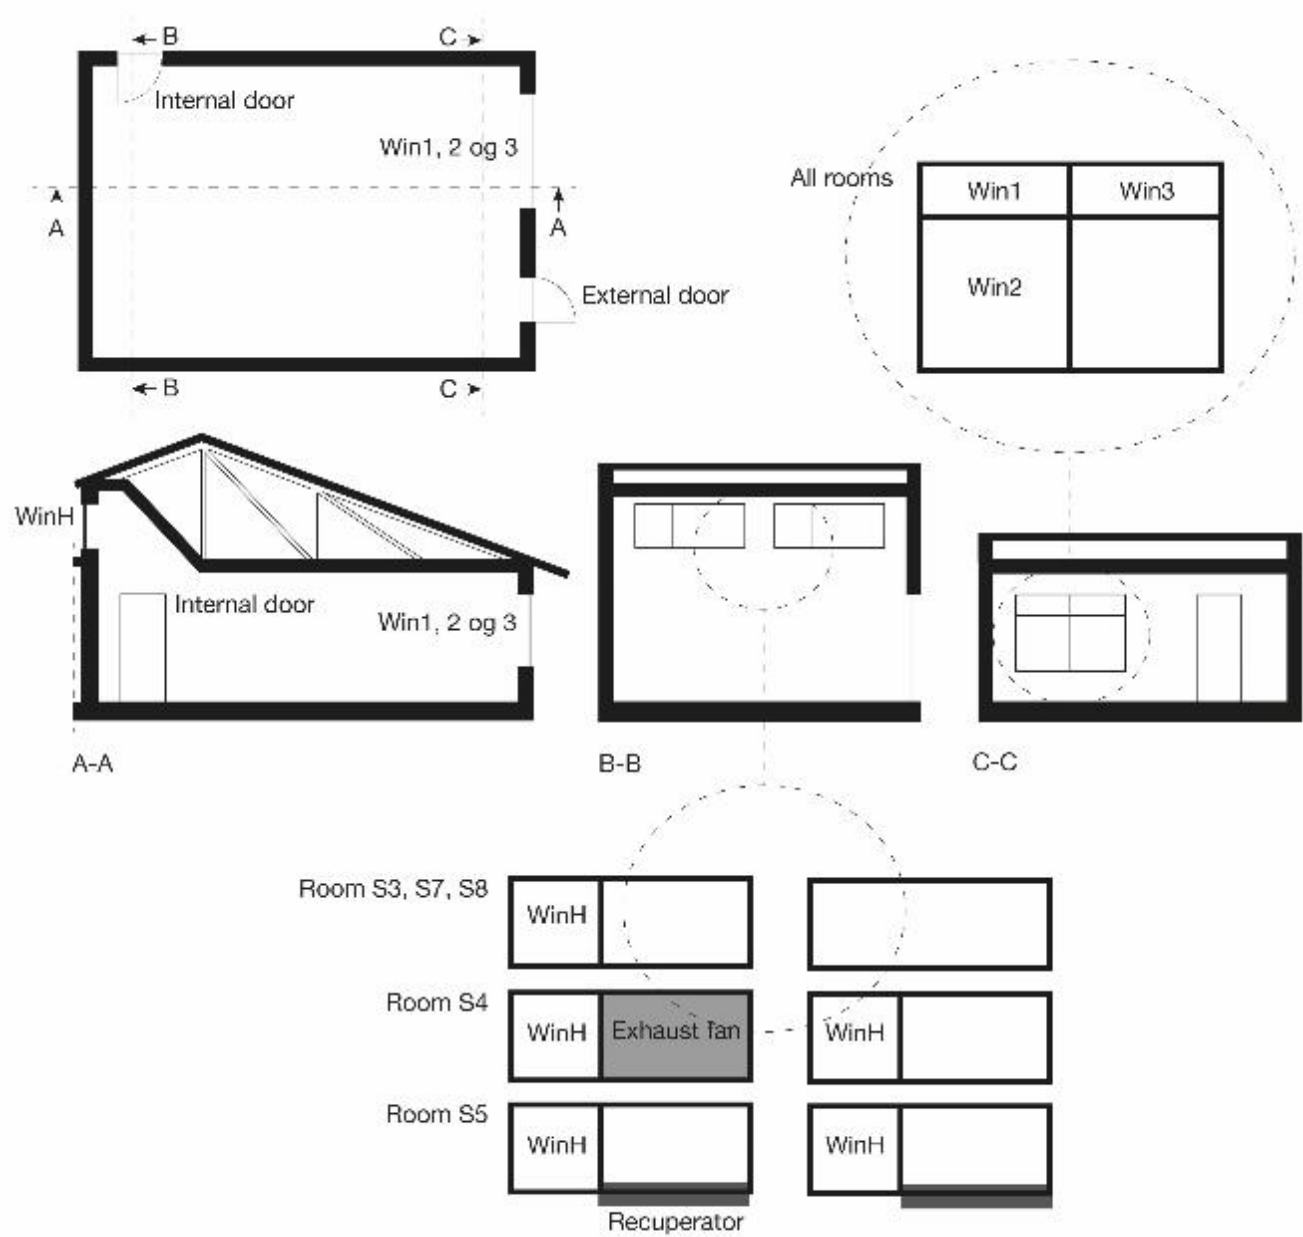 B
C
Internal door
Win1, 2 og 3
A
A
External door
B
C
All rooms
Win1
Win3
Win2
WinH
Internal door
Win1, 2 og 3
A-A
B-B
C-C
Room S3, S7, S8
WinH
Room S4
WinH
Exhaust fan
WinH
Room S5
WinH
WinH
Recuperator